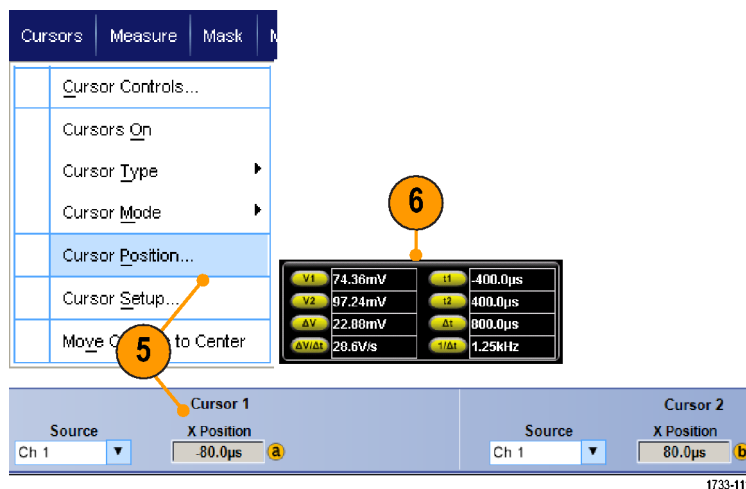 Cursors Measure Mask
Cursor Controls...
Cursors On
Cursor Type
Cursor Mode
Cursor Position...
Cursor Setup...
Move to Center
5
6
V1 74.36mV t1 -400.0µs
V2 97.24mV t2 400.0µs
ΔV 22.88mV Δt 800.0µs
ΔV/Δt 28.6V/s 1/Δt 1.25kHz
Cursor 1 Cursor 2
Source X Position Source X Position
Ch 1 -80.0µs a Ch 1 80.0µs b
1733-11